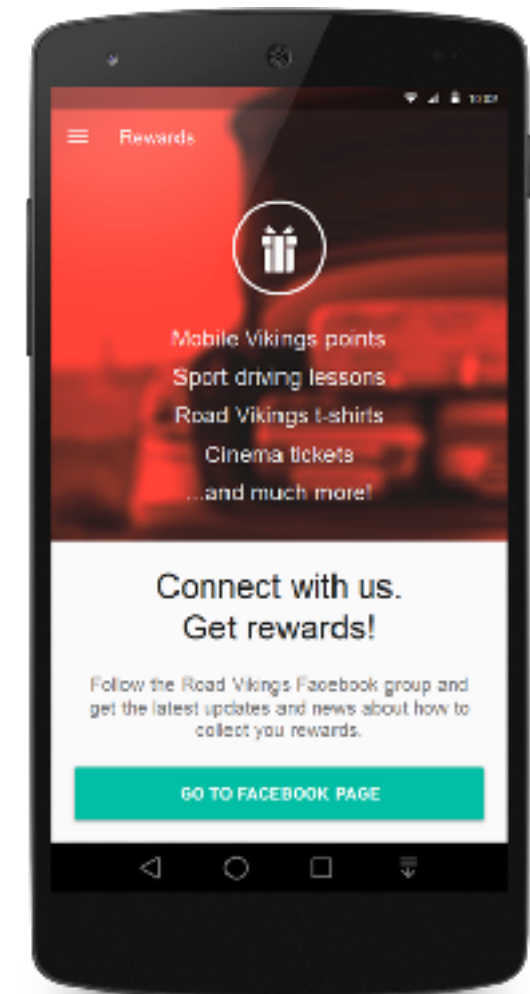 Rewards
Mobile Vikings points
Sport driving lessons
Road Vikings t-shirts
Cinema tickets
...and much more!
Connect with us.
Get rewards!
Follow the Road Vikings Facebook group and
get the latest updates and news about how to
collect you rewards.
GO TO FACEBOOK PAGE